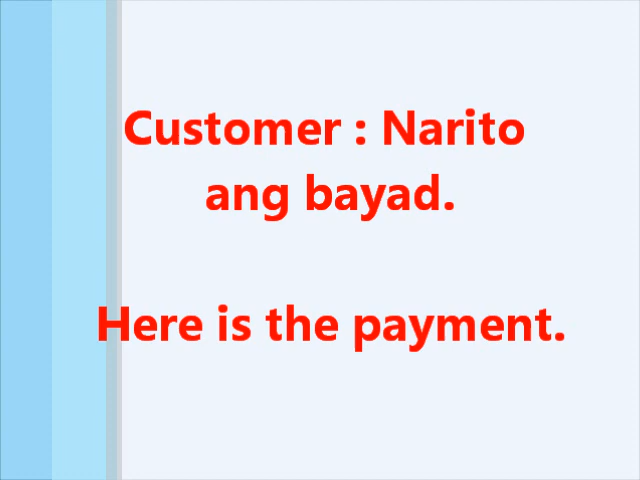 Customer : Narito
ang bayad.
Here is the payment.